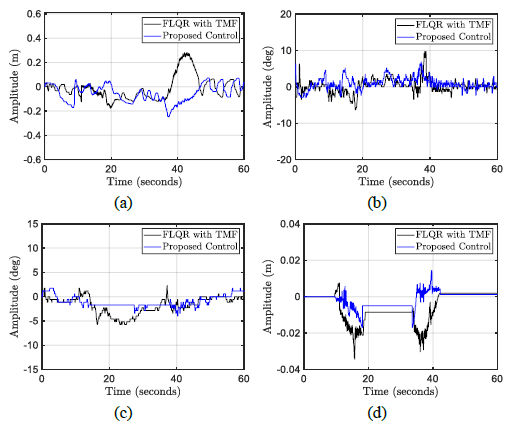 FLQR with TMF
Proposed Control
Amplitude (m)
0.6
0.4
0.2
0
-0.2
-0.4
-0.6
0 20 40 60
Time (seconds)
(a)
FLQR with TMF
Proposed Control
Amplitude (deg)
20
10
0
-10
-20
0 20 40 60
Time (seconds)
(b)
FLQR with TMF
Proposed Control
Amplitude (deg)
15
10
5
0
-5
-10
-15
0 20 40 60
Time (seconds)
(c)
FLQR with TMF
Proposed Control
Amplitude (m)
0.04
0.02
0
-0.02
-0.04
0 20 40 60
Time (seconds)
(d)